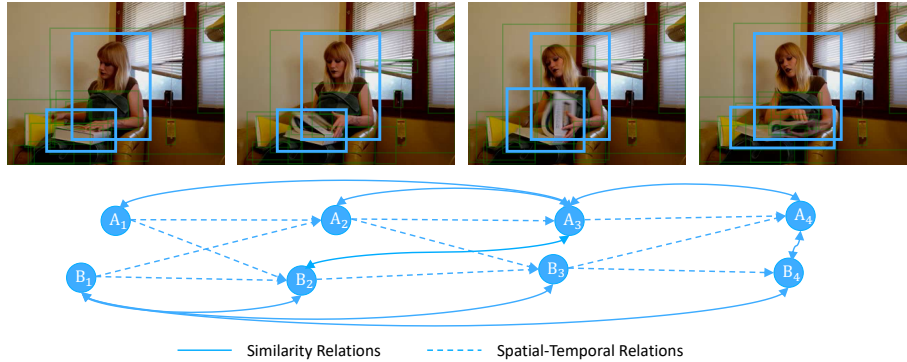 A1 A2 A3 A4
B1 B2 B3 B4
Similarity Relations Spatial-Temporal Relations